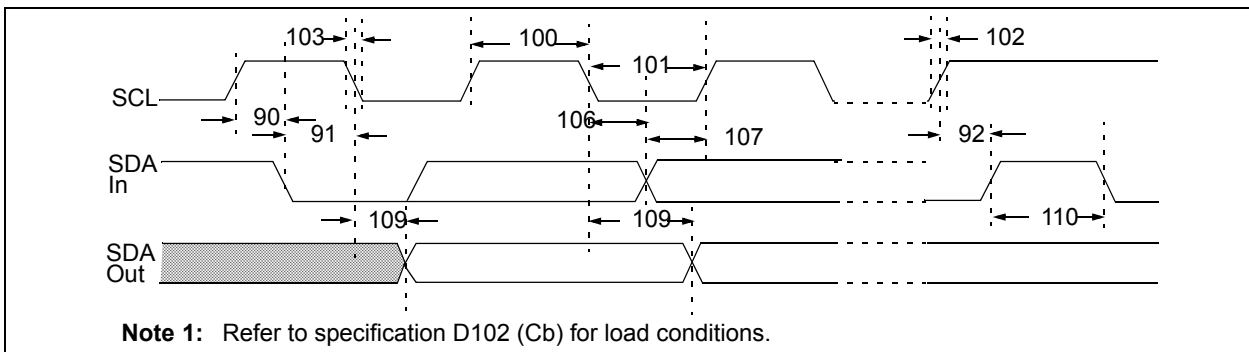 103
100
101
102
SCL
90
91
106
107
92
SDA
In
109
109
110
SDA
Out
Note 1: Refer to specification D102 (Cb) for load conditions.